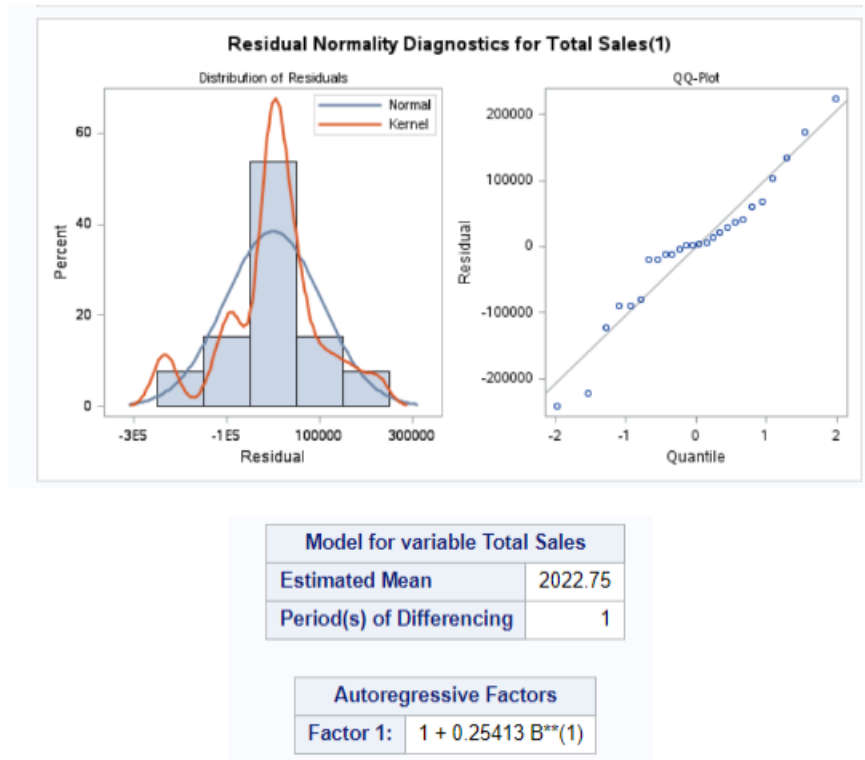 Residual Normality Diagnostics for Total Sales(1)
Distribution of Residuals
Normal
Kernel
60
40
20
0
Percent
-3E5 -1E5 100000 300000
Residual
QQ-Plot
200000
100000
0
-100000
-200000
Residual
-2 -1 0 1 2
Quantile
Model for variable Total Sales
Estimated Mean 2022.75
Period(s) of Differencing 1
Autoregressive Factors
Factor 1: 1 + 0.25413 B**(1)